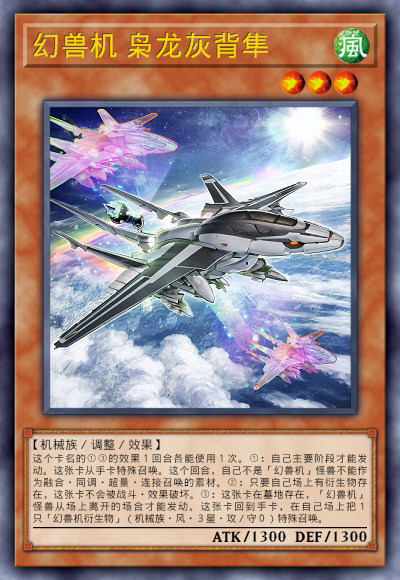 幻兽机 枭龙灰背隼
風
【机械族/调整/效果】
这个卡名的①③的效果1回合各能使用1次。①：自己主要阶段才能发
动。这张卡从手卡特殊召唤。这个回合，自己不是「幻兽机」怪兽不能作
为融合·同调·超量·连接召唤的素材。②：只要自己场上有衍生物存
在，这张卡不会被战斗·效果破坏。③：这张卡在墓地存在，「幻兽机」
怪兽从场上离开的场合才能发动。这张卡回到手卡，在自己场上把1
只「幻兽机衍生物」（机械族·风·3星·攻/守0）特殊召唤。
ATK/1300 DEF/1300